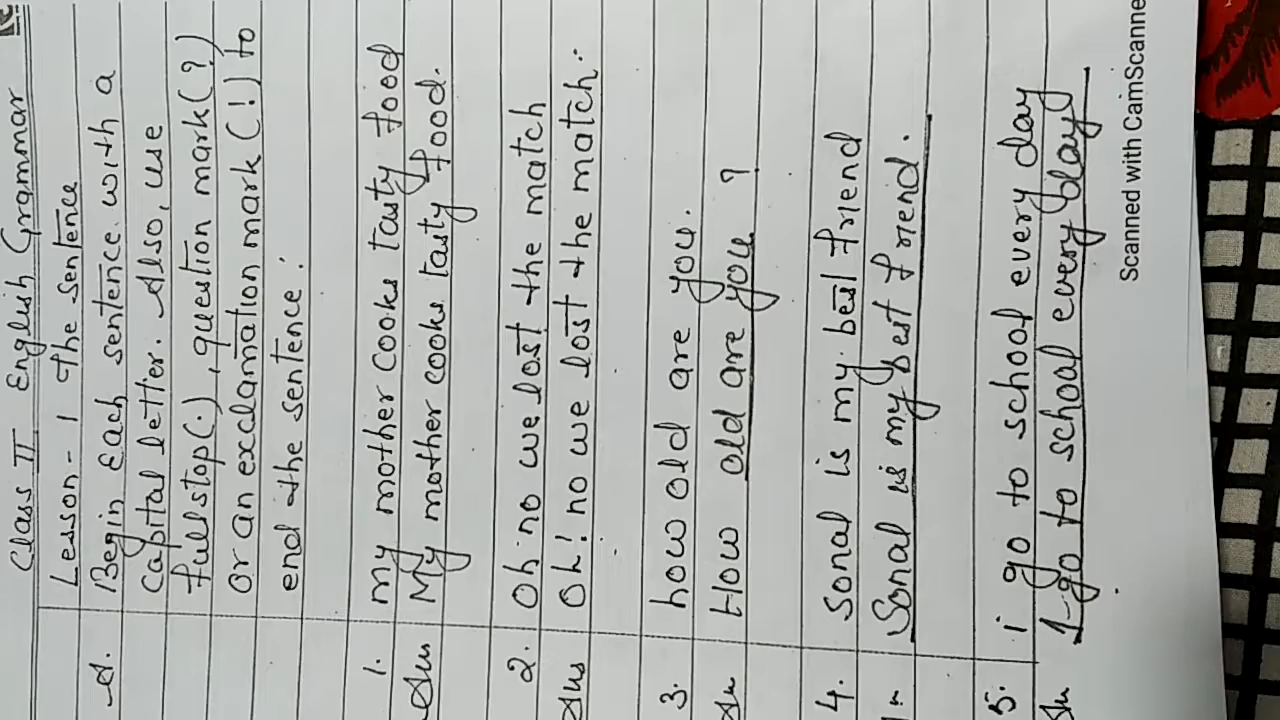 Class II English Grammar
Lesson-1 The sentence
A. Begin Each sentence with a
capital letter. Also, use
full stop(.), question mark(?)
or an exclamation mark(!) to
end the sentence.
1. my mother cooks tasty food
Ans My mother cooks tasty food.
2. Oh no we lost the match
Ans Oh! no we lost the match.
3. how old are you.
An How old are you ?
4. sonal is my best friend
Sonal is my best friend.
5. i go to school every day
An I go to school every day
Scanned with CamScanne